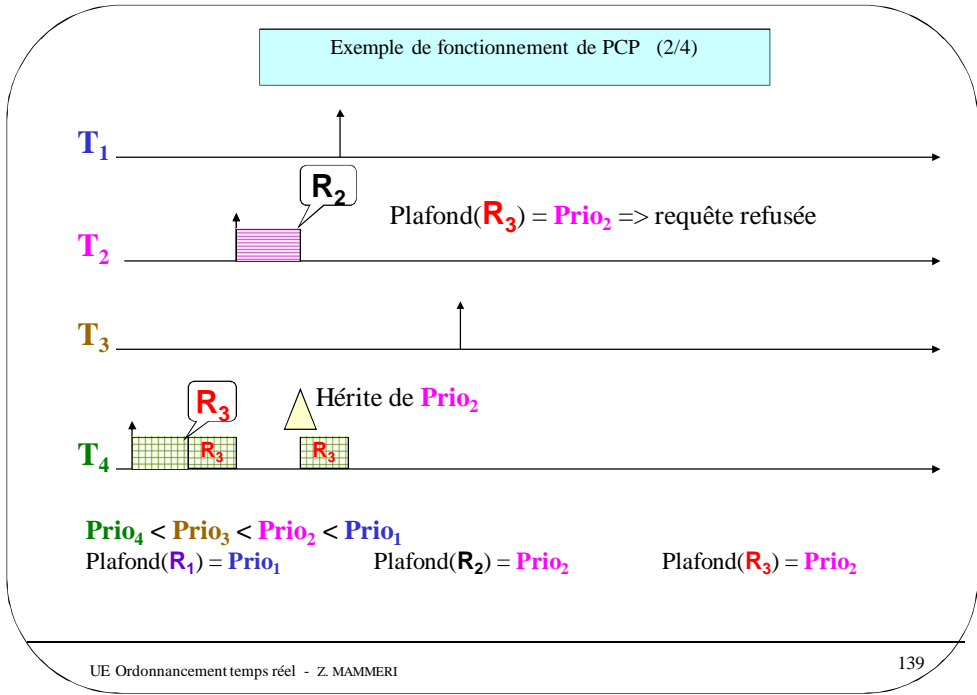 Exemple de fonctionnement de PCP (2/4)
T1
R2
Plafond(R3) = Prio2 => requête refusée
T2
T3
R3
Hérite de Prio2
T4
R3
R3
Prio4 < Prio3 < Prio2 < Prio1
Plafond(R1) = Prio1 Plafond(R2) = Prio2 Plafond(R3) = Prio2
UE Ordonnancement temps réel - Z. MAMMERI
139